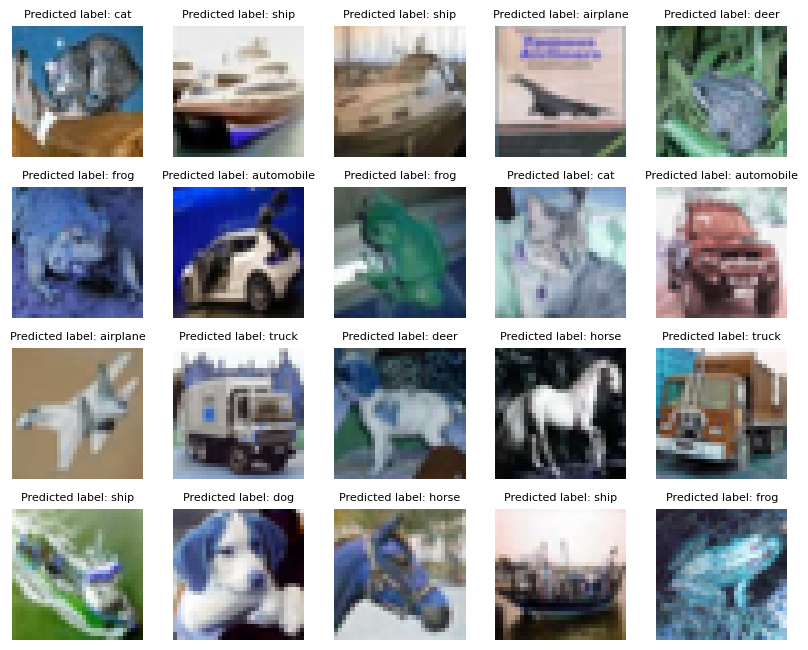 Predicted label: cat
Predicted label: ship
Predicted label: ship
Predicted label: airplane
Predicted label: deer
Predicted label: frog
Predicted label: automobile
Predicted label: frog
Predicted label: cat
Predicted label: automobile
Predicted label: airplane
Predicted label: truck
Predicted label: deer
Predicted label: horse
Predicted label: truck
Predicted label: ship
Predicted label: dog
Predicted label: horse
Predicted label: ship
Predicted label: frog